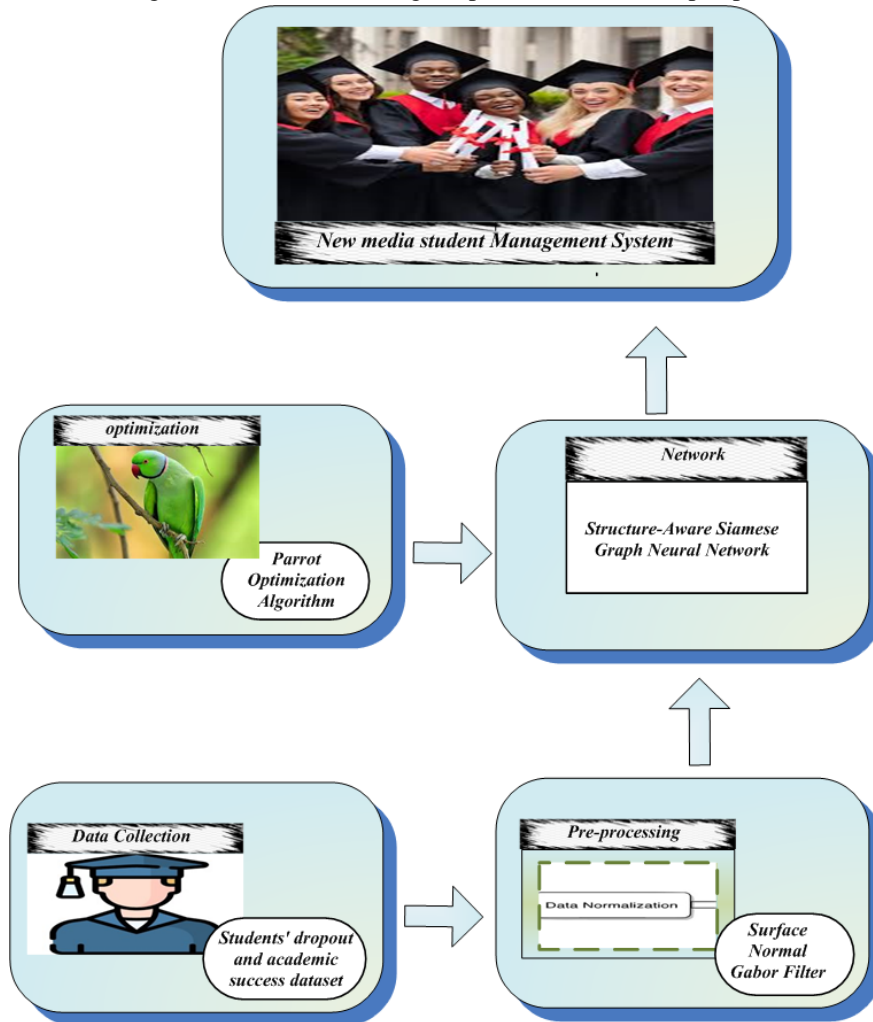 New media student Management System
optimization
Parrot
Optimization
Algorithm
Network
Structure-Aware Siamese
Graph Neural Network
Data Collection
Students' dropout
and academic
success dataset
Pre-processing
Data Normalization
Surface
Normal
Gabor Filter